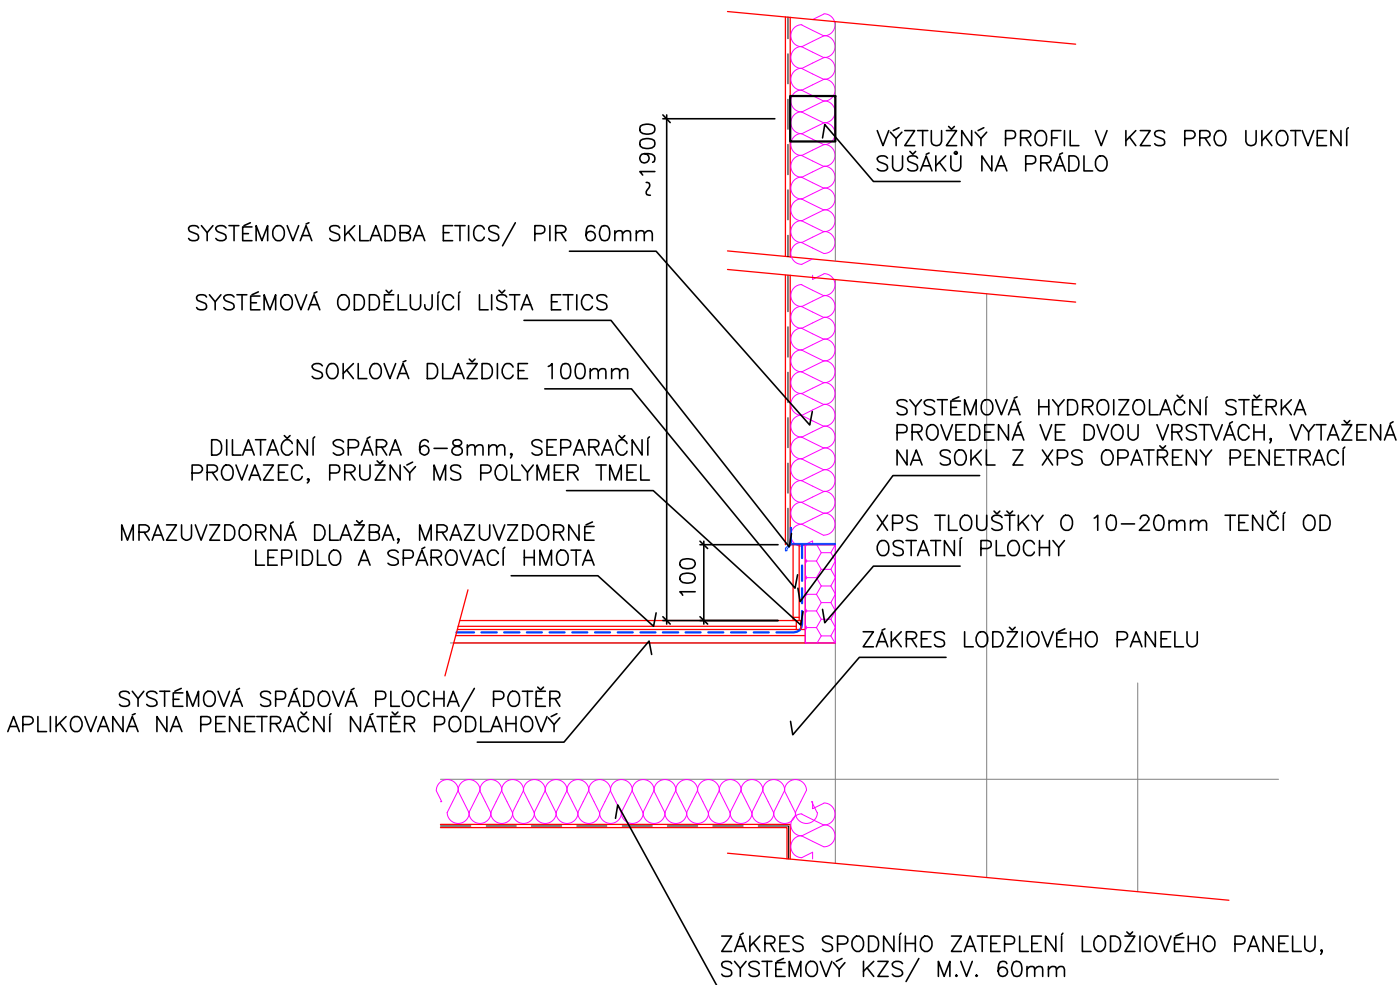 VÝZTUŽNÝ PROFIL V KZS PRO UKOTVENÍ
SUŠÁKŮ NA PRÁDLO
~1900
SYSTÉMOVÁ SKLADBA ETICS/ PIR 60mm
SYSTÉMOVÁ ODDĚLUJÍCÍ LIŠTA ETICS
SOKLOVÁ DLAŽDICE 100mm
SYSTÉMOVÁ HYDROIZOLAČNÍ STĚRKA
PROVEDENÁ VE DVOU VRSTVÁCH, VYTAŽENÁ
NA SOKL Z XPS OPATŘENY PENETRACÍ
DILATAČNÍ SPÁRA 6-8mm, SEPARAČNÍ
PROVAZEC, PRUŽNÝ MS POLYMER TMEL
XPS TLOUŠŤKY O 10-20mm TENČÍ OD
OSTATNÍ PLOCHY
MRAZUVZDORNÁ DLAŽBA, MRAZUVZDORNÉ
LEPIDLO A SPÁROVACÍ HMOTA
100
ZÁKRES LODŽIOVÉHO PANELU
SYSTÉMOVÁ SPÁDOVÁ PLOCHA/ POTĚR
APLIKOVANÁ NA PENETRAČNÍ NÁTĚR PODLAHOVÝ
ZÁKRES SPODNÍHO ZATEPLENÍ LODŽIOVÉHO PANELU,
SYSTÉMOVÝ KZS/ M.V. 60mm